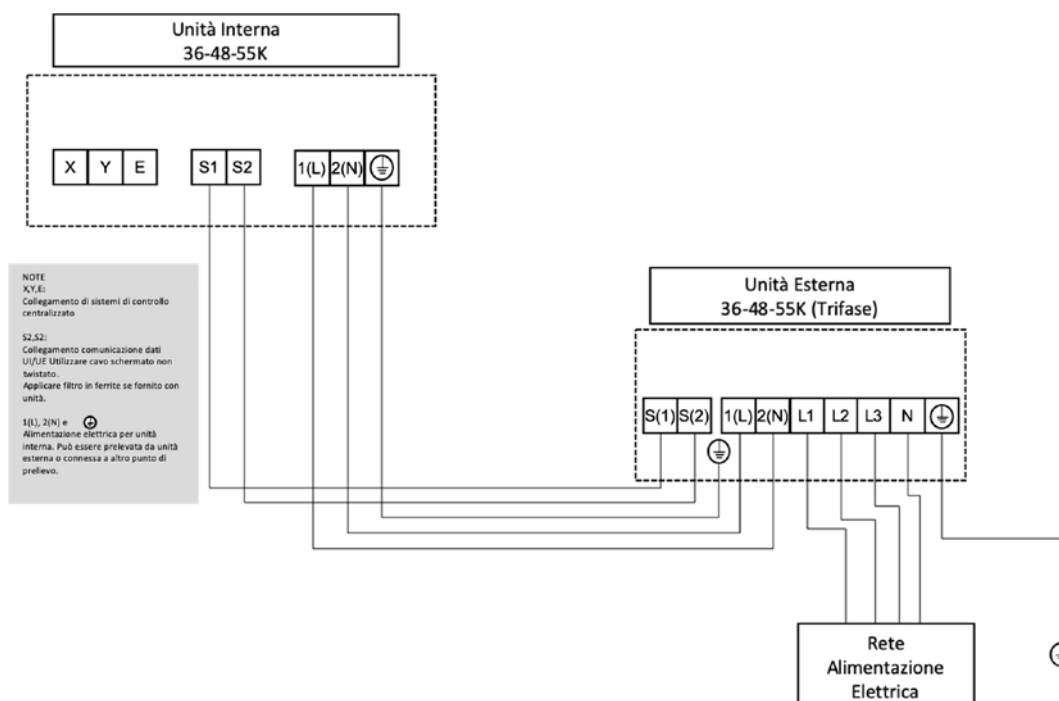 Unità Interna
36-48-55K
X Y E S1 S2 1(L) 2(N)
NOTE
X,Y,E:
Collegamento di sistemi di controllo
centralizzato
S2,S2:
Collegamento comunicazione dati
UI/UE Utilizzare cavo schermato non
twistato.
Applicare filtro in ferrite se fornito con
unità.
1(L), 2(N) e
Alimentazione elettrica per unità
interna. Può essere prelevata da unità
esterna o connessa a altro punto di
prelievo.
Unità Esterna
36-48-55K (Trifase)
S(1) S(2) 1(L) 2(N) L1 L2 L3 N
Rete
Alimentazione
Elettrica